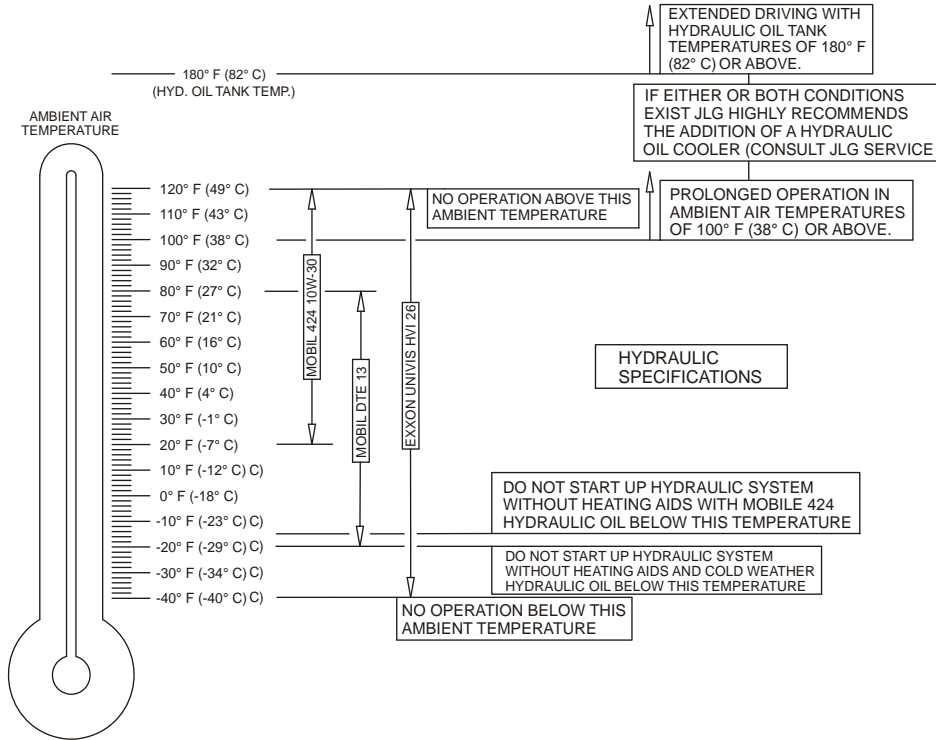 EXTENDED DRIVING WITH
HYDRAULIC OIL TANK
TEMPERATURES OF 180° F
(82° C) OR ABOVE.
180° F (82° C)
(HYD. OIL TANK TEMP.)
IF EITHER OR BOTH CONDITIONS
EXIST JLG HIGHLY RECOMMENDS
THE ADDITION OF A HYDRAULIC
OIL COOLER (CONSULT JLG SERVICE
AMBIENT AIR
TEMPERATURE
120° F (49° C)
NO OPERATION ABOVE THIS
AMBIENT TEMPERATURE
PROLONGED OPERATION IN
AMBIENT AIR TEMPERATURES
OF 100° F (38° C) OR ABOVE.
110° F (43° C)
100° F (38° C)
90° F (32° C)
80° F (27° C)
70° F (21° C)
60° F (16° C)
50° F (10° C)
40° F (4° C)
30° F (-1° C)
20° F (-7° C)
10° F (-12° C) C)
0° F (-18° C)
-10° F (-23° C) C)
-20° F (-29° C) C)
-30° F (-34° C) C)
-40° F (-40° C) C)
MOBIL 424 10W-30
MOBIL DTE 13
EXXON UNIVIS HVI 26
HYDRAULIC
SPECIFICATIONS
DO NOT START UP HYDRAULIC SYSTEM
WITHOUT HEATING AIDS WITH MOBILE 424
HYDRAULIC OIL BELOW THIS TEMPERATURE
DO NOT START UP HYDRAULIC SYSTEM
WITHOUT HEATING AIDS AND COLD WEATHER
HYDRAULIC OIL BELOW THIS TEMPERATURE
NO OPERATION BELOW THIS
AMBIENT TEMPERATURE